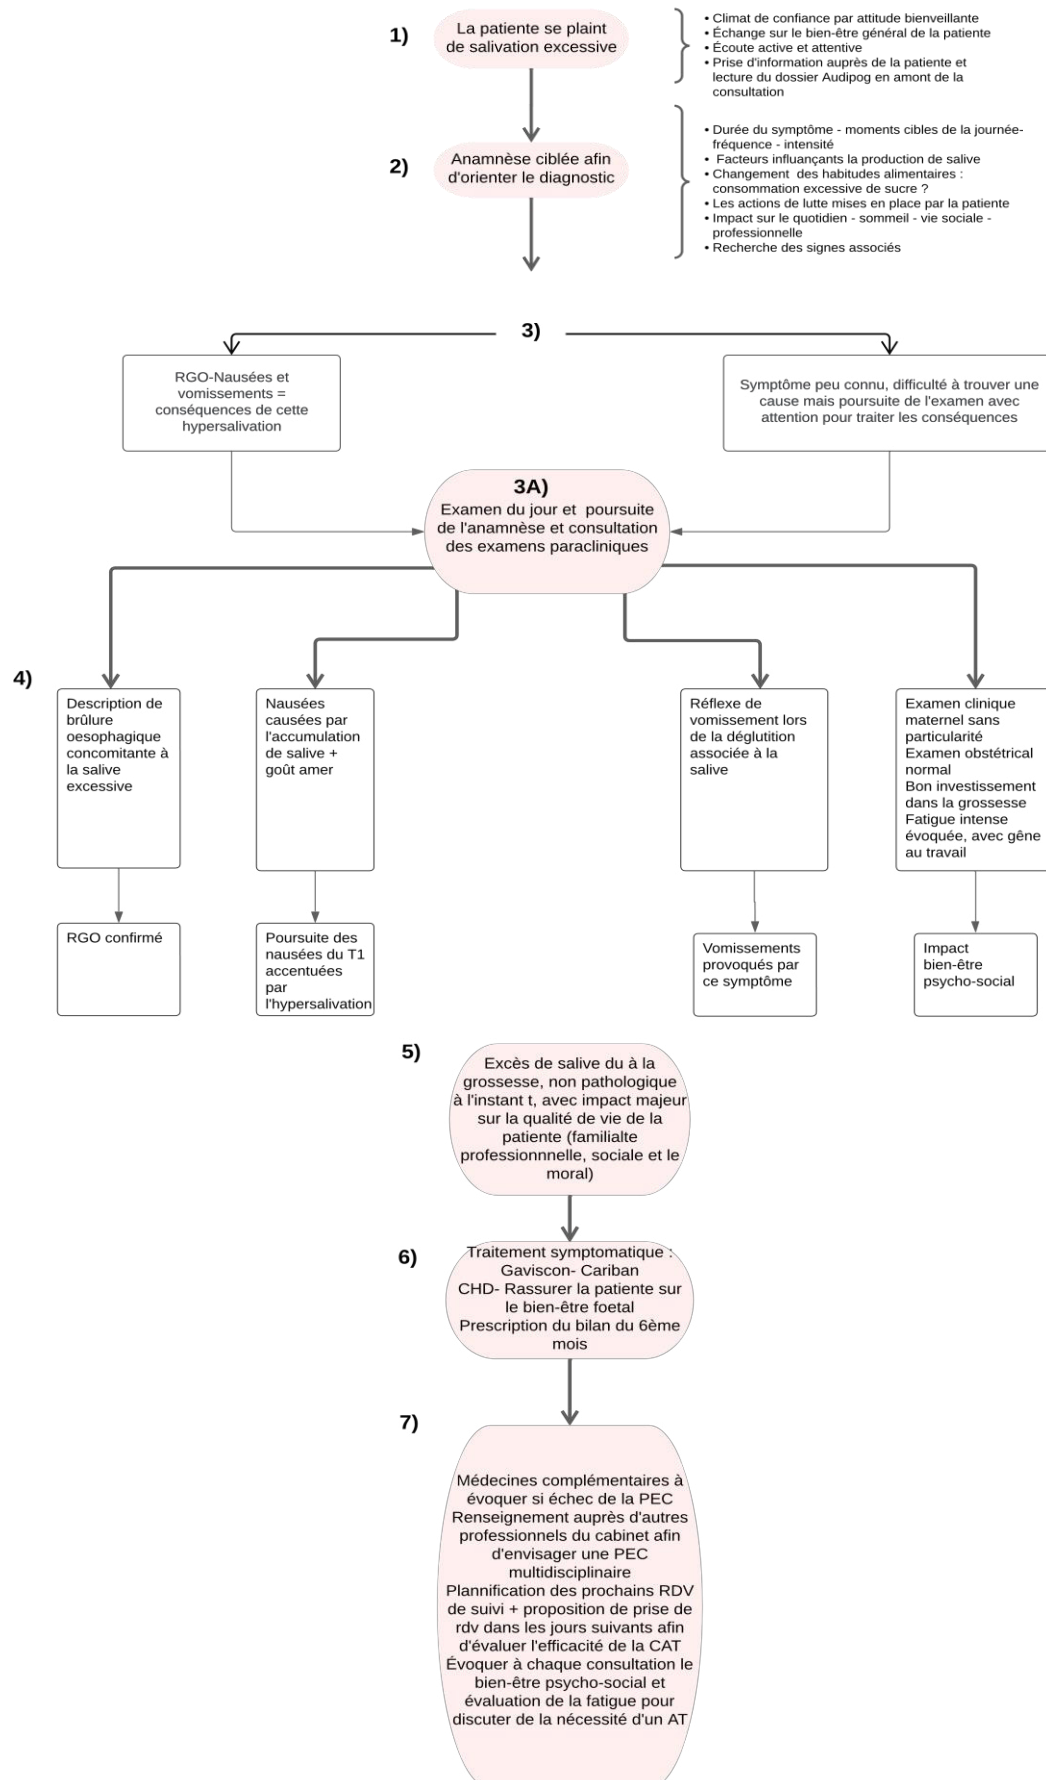 1)
La patiente se plaint
de salivation excessive
• Climat de confiance par attitude bienveillante
• Échange sur le bien-être général de la patiente
• Écoute active et attentive
• Prise d'information auprès de la patiente et
lecture du dossier Audipog en amont de la
consultation
2)
Anamnèse ciblée afin
d'orienter le diagnostic
• Durée du symptôme - moments cibles de la journée-
fréquence - intensité
• Facteurs influançants la production de salive
• Changement des habitudes alimentaires :
consommation excessive de sucre ?
• Les actions de lutte mises en place par la patiente
• Impact sur le quotidien - sommeil - vie sociale -
professionnelle
• Recherche des signes associés
3)
RGO-Nausées et
vomissements =
conséquences de cette
hypersalivation
Symptôme peu connu, difficulté à trouver une
cause mais poursuite de l'examen avec
attention pour traiter les conséquences
3A)
Examen du jour et poursuite
de l'anamnèse et consultation
des examens paracliniques
4)
Description de
brûlure
oesophagique
concomitante à
la salive
excessive
Nausées
causées par
l'accumulation
de salive +
goût amer
Réflexe de
vomissement lors
de la déglutition
associée à la
salive
Examen clinique
maternel sans
particularité
Examen obstétrical
normal
Bon investissement
dans la grossesse
Fatigue intense
évoquée, avec gêne
au travail
RGO confirmé
Poursuite des
nausées du T1
accentuées
par
l'hypersalivation
Vomissements
provoqués par
ce symptôme
Impact
bien-être
psycho-social
5)
Excès de salive du à la
grossesse, non pathologique
à l'instant t, avec impact majeur
sur la qualité de vie de la
patiente (familialte
professionnnelle, sociale et le
moral)
6)
Traitement symptomatique :
Gaviscon- Cariban
CHD- Rassurer la patiente sur
le bien-être foetal
Prescription du bilan du 6ème
mois
7)
Médecines complémentaires à
évoquer si échec de la PEC
Renseignement auprès d'autres
professionnels du cabinet afin
d'envisager une PEC
multidisciplinaire
Plannification des prochains RDV
de suivi + proposition de prise de
rdv dans les jours suivants afin
d'évaluer l'efficacité de la CAT
Évoquer à chaque consultation le
bien-être psycho-social et
évaluation de la fatigue pour
discuter de la nécessité d'un AT